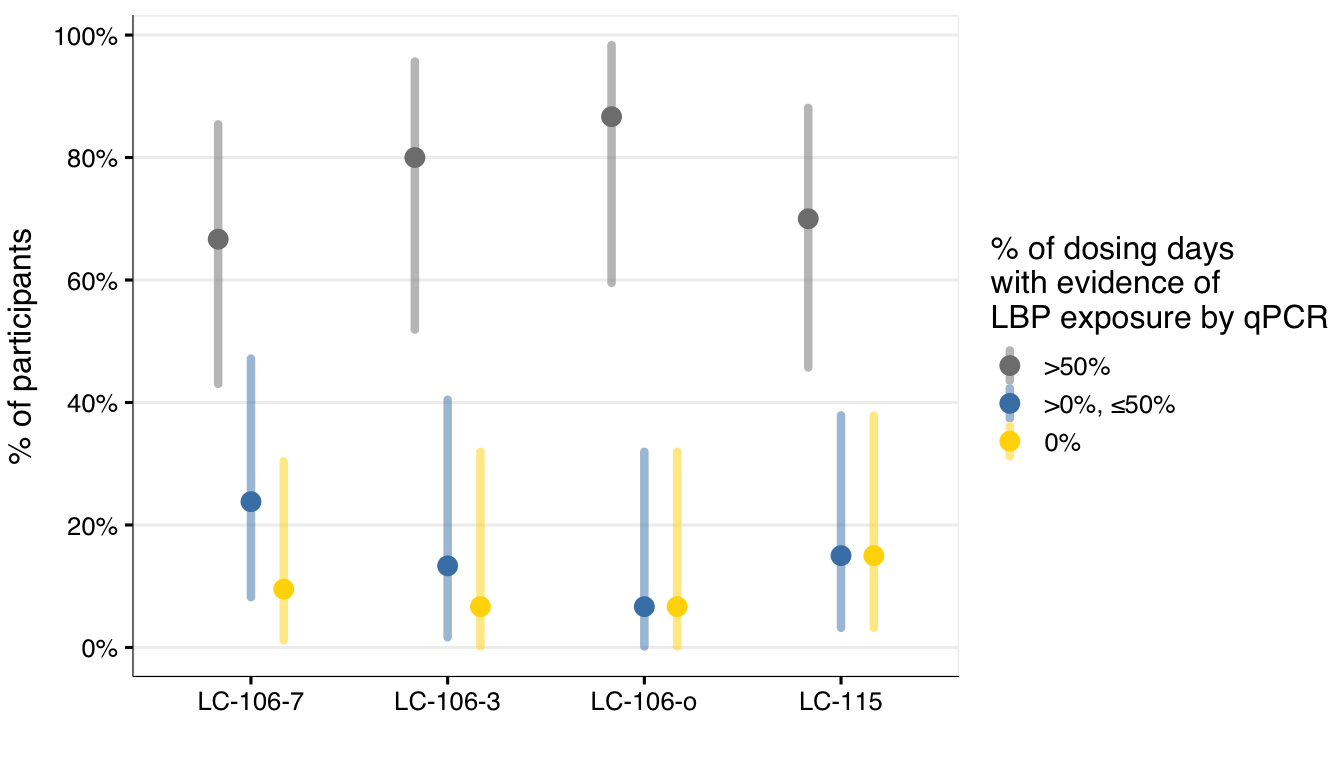 100%
80%
60%
40%
20%
0%
% of participants
LC-106-7
LC-106-3
LC-106-o
LC-115
% of dosing days
with evidence of
LBP exposure by qPCR
>50%
>0%, ≤50%
0%